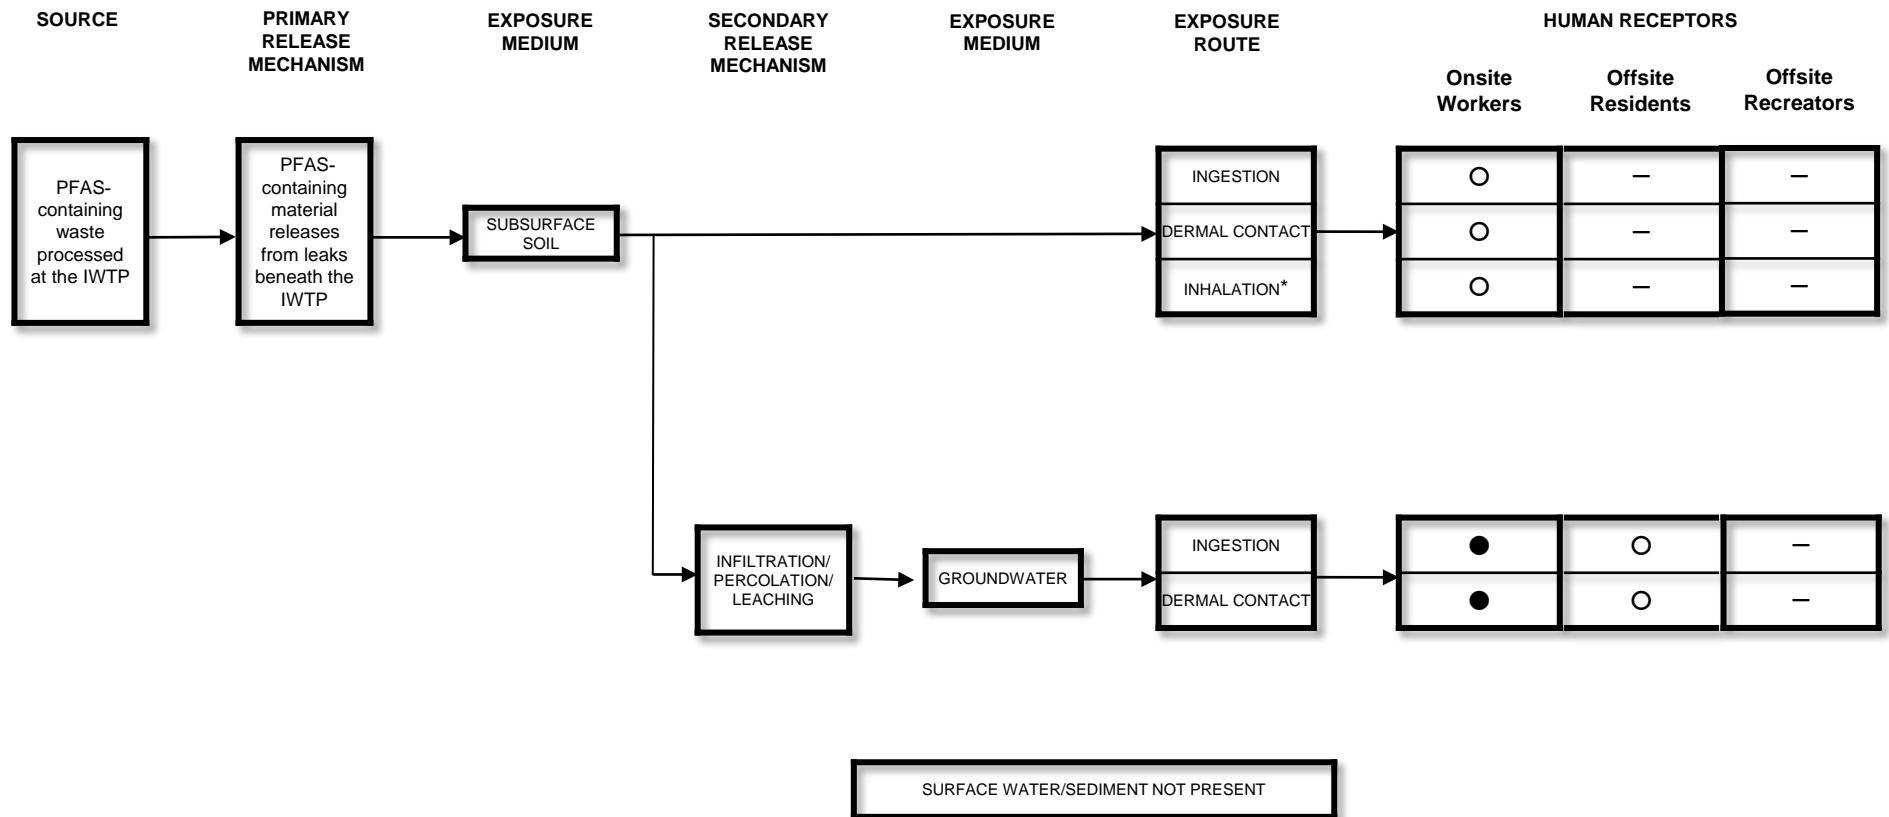 SOURCE
PRIMARY
RELEASE
MECHANISM
EXPOSURE
MEDIUM
SECONDARY
RELEASE
MECHANISM
EXPOSURE
MEDIUM
EXPOSURE
ROUTE
HUMAN RECEPTORS
Onsite
Workers
Offsite
Residents
Offsite
Recreators
PFAS-
containing
waste
processed
at the IWTP
PFAS-
containing
material
releases
from leaks
beneath the
IWTP
SUBSURFACE
SOIL
INGESTION
– –
DERMAL CONTACT
– –
INHALATION*
– –
INFILTRATION/
PERCOLATION/
LEACHING
GROUNDWATER
INGESTION
–
DERMAL CONTACT
–
SURFACE WATER/SEDIMENT NOT PRESENT